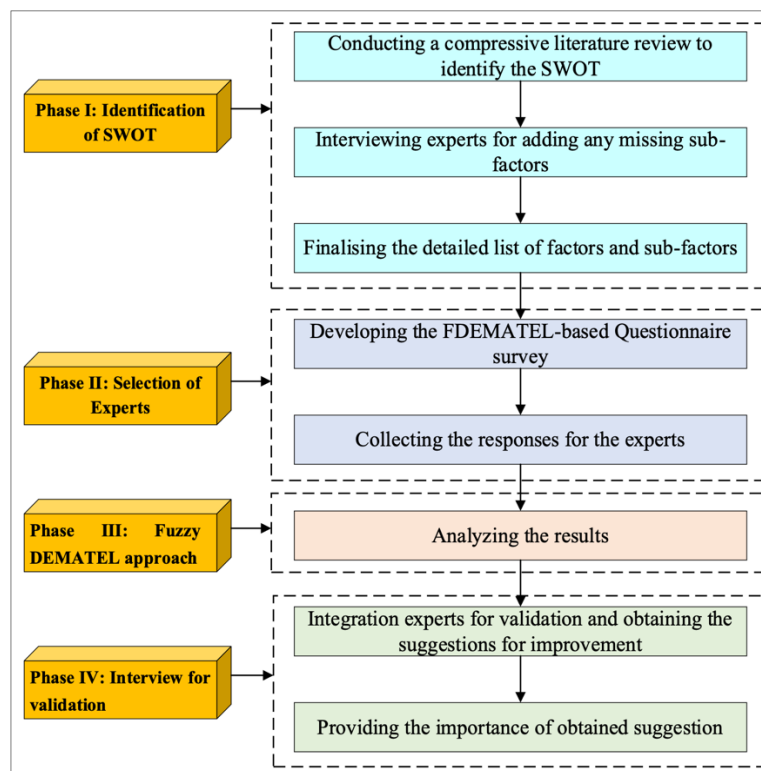 Phase I: Identification
of SWOT
Conducting a compressive literature review to
identify the SWOT
Interviewing experts for adding any missing sub-
factors
Finalising the detailed list of factors and sub-factors
Phase II: Selection of
Experts
Developing the FDEMATEL-based Questionnaire
survey
Collecting the responses for the experts
Phase III: Fuzzy
DEMATEL approach
Analyzing the results
Phase IV: Interview for
validation
Integration experts for validation and obtaining the
suggestions for improvement
Providing the importance of obtained suggestion